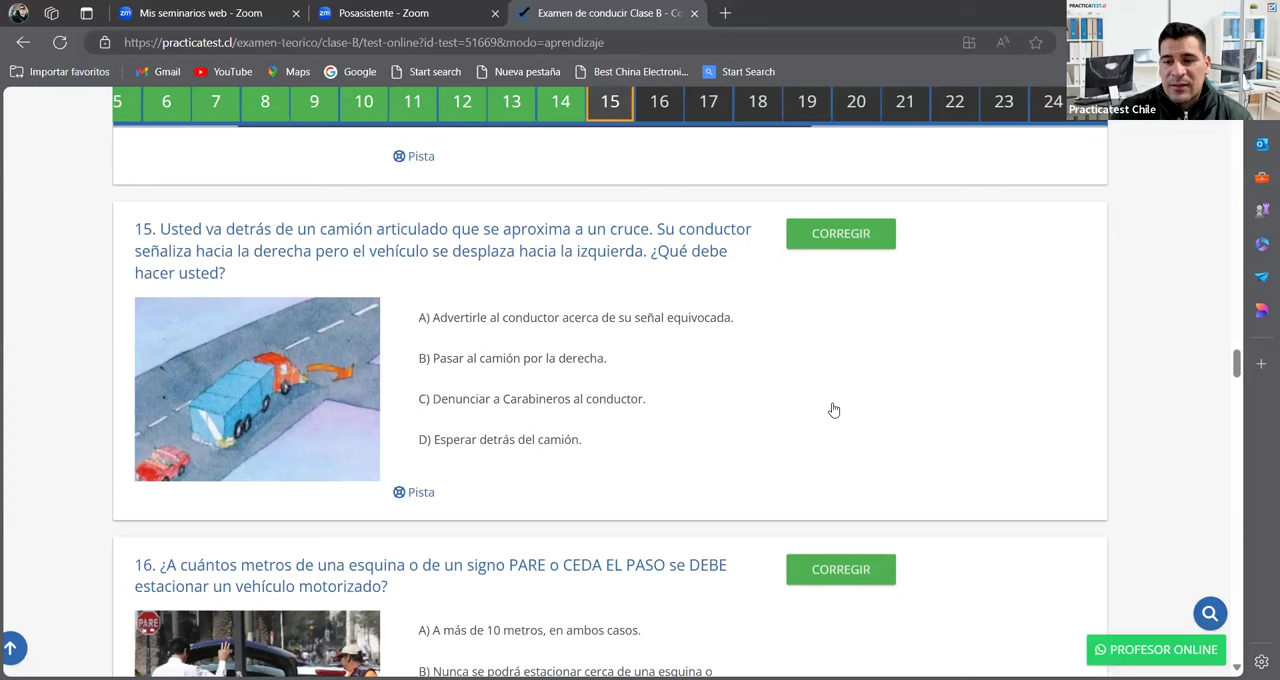 Mis seminarios web - Zoom
Posasistente - Zoom
Examen de conducir Clase B - Co
https://practicatest.cl/examen-teorico/clase-B/test-online?id-test=51669&modo=aprendizaje
Importar favoritos
Gmail
YouTube
Maps
Google
Start search
Nueva pestaña
Best China Electroni...
Start Search
PRACTICATEST.cl
Practicatest Chile
5 6 7 8 9 10 11 12 13 14 15 16 17 18 19 20 21 22 23 24
Pista
15. Usted va detrás de un camión articulado que se aproxima a un cruce. Su conductor
señaliza hacia la derecha pero el vehículo se desplaza hacia la izquierda. ¿Qué debe
hacer usted?
CORREGIR
A) Advertirle al conductor acerca de su señal equivocada.
B) Pasar al camión por la derecha.
C) Denunciar a Carabineros al conductor.
D) Esperar detrás del camión.
Pista
16. ¿A cuántos metros de una esquina o de un signo PARE o CEDA EL PASO se DEBE
estacionar un vehículo motorizado?
CORREGIR
PARE
A) A más de 10 metros, en ambos casos.
B) Nunca se podrá estacionar cerca de una esquina o
PROFESOR ONLINE